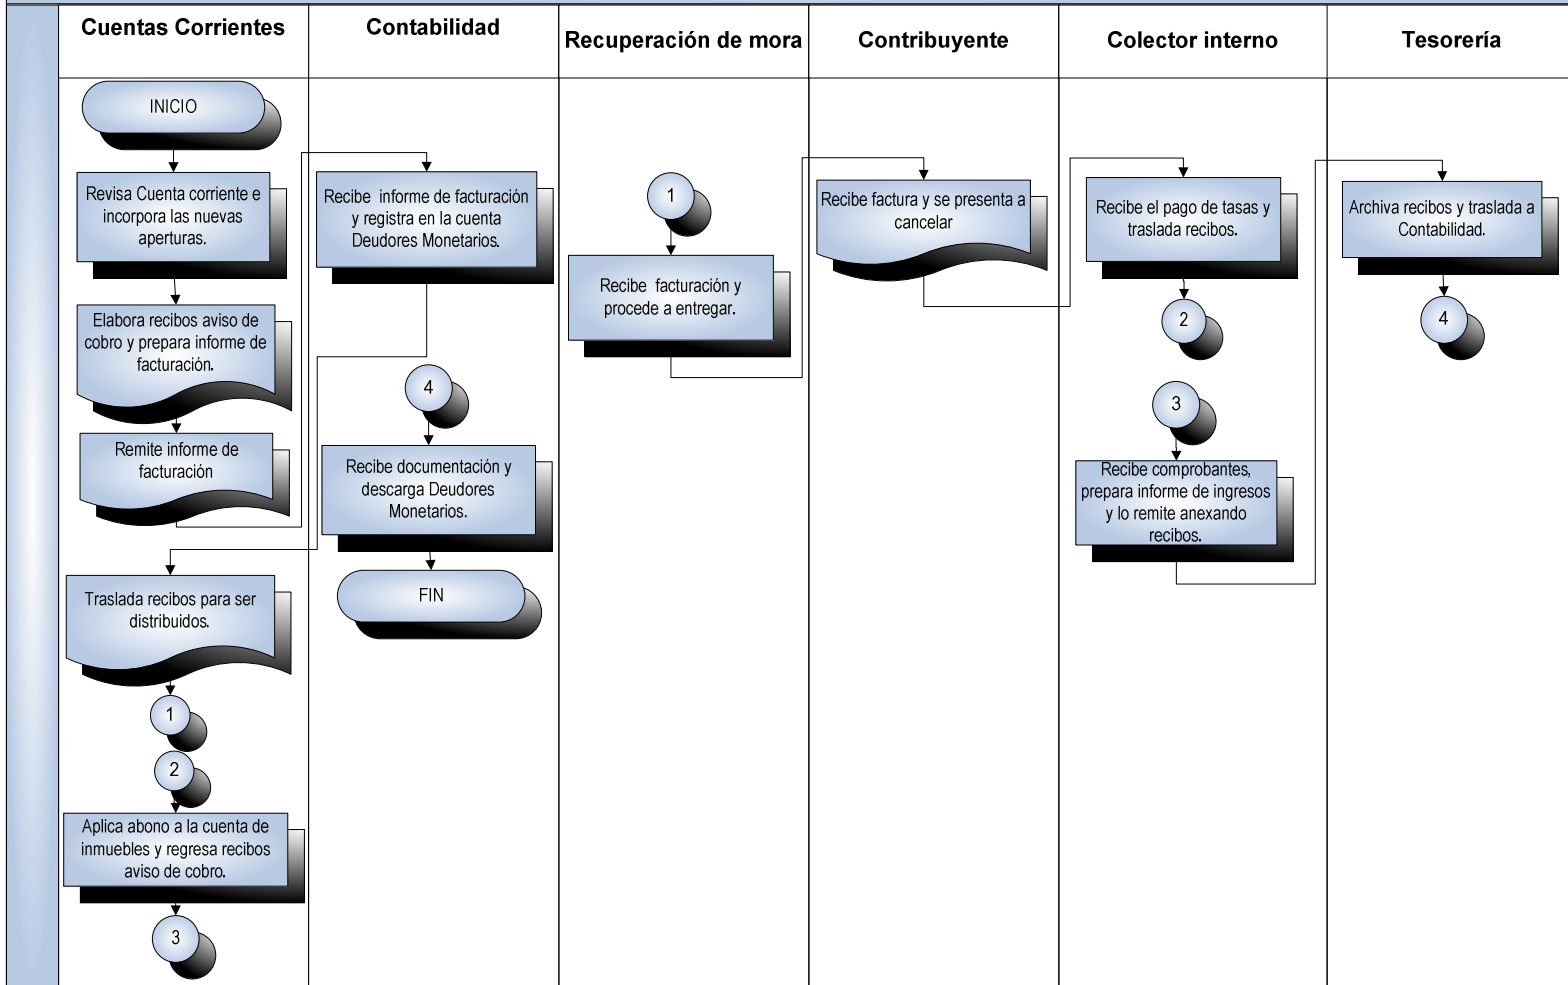 Cuentas Corrientes
Contabilidad
Recuperación de mora
Contribuyente
Colector interno
Tesorería
INICIO
Revisa Cuenta corriente e
incorpora las nuevas
aperturas.
Elabora recibos aviso de
cobro y prepara informe de
facturación.
Remite informe de
facturación
Traslada recibos para ser
distribuidos.
1
2
Aplica abono a la cuenta de
inmuebles y regresa recibos
aviso de cobro.
3
Recibe informe de facturación
y registra en la cuenta
Deudores Monetarios.
4
Recibe documentación y
descarga Deudores
Monetarios.
FIN
1
Recibe facturación y
procede a entregar.
Recibe factura y se presenta a
cancelar
Recibe el pago de tasas y
traslada recibos.
2
3
Recibe comprobantes,
prepara informe de ingresos
y lo remite anexando
recibos.
Archiva recibos y traslada a
Contabilidad.
4